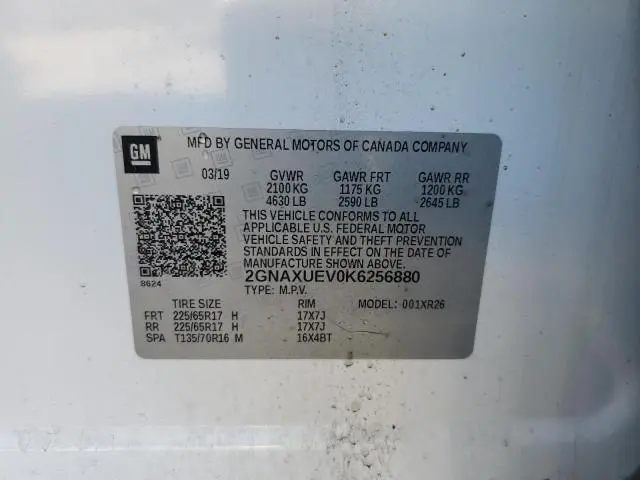 GM
MFD BY GENERAL MOTORS OF CANADA COMPANY
03/19 GVWR GAWR FRT GAWR RR
2100 KG 1175 KG 1200 KG
4630 LB 2590 LB 2645 LB
THIS VEHICLE CONFORMS TO ALL
APPLICABLE U.S. FEDERAL MOTOR
VEHICLE SAFETY AND THEFT PREVENTION
STANDARDS IN EFFECT ON THE DATE OF
MANUFACTURE SHOWN ABOVE.
8624 2GNAXUEV0K6256880
TYPE: M.P.V. MODEL: 001XR26
TIRE SIZE RIM
FRT 225/65R17 H 17X7J
RR 225/65R17 H 17X7J
SPA T135/70R16 M 16X4BT